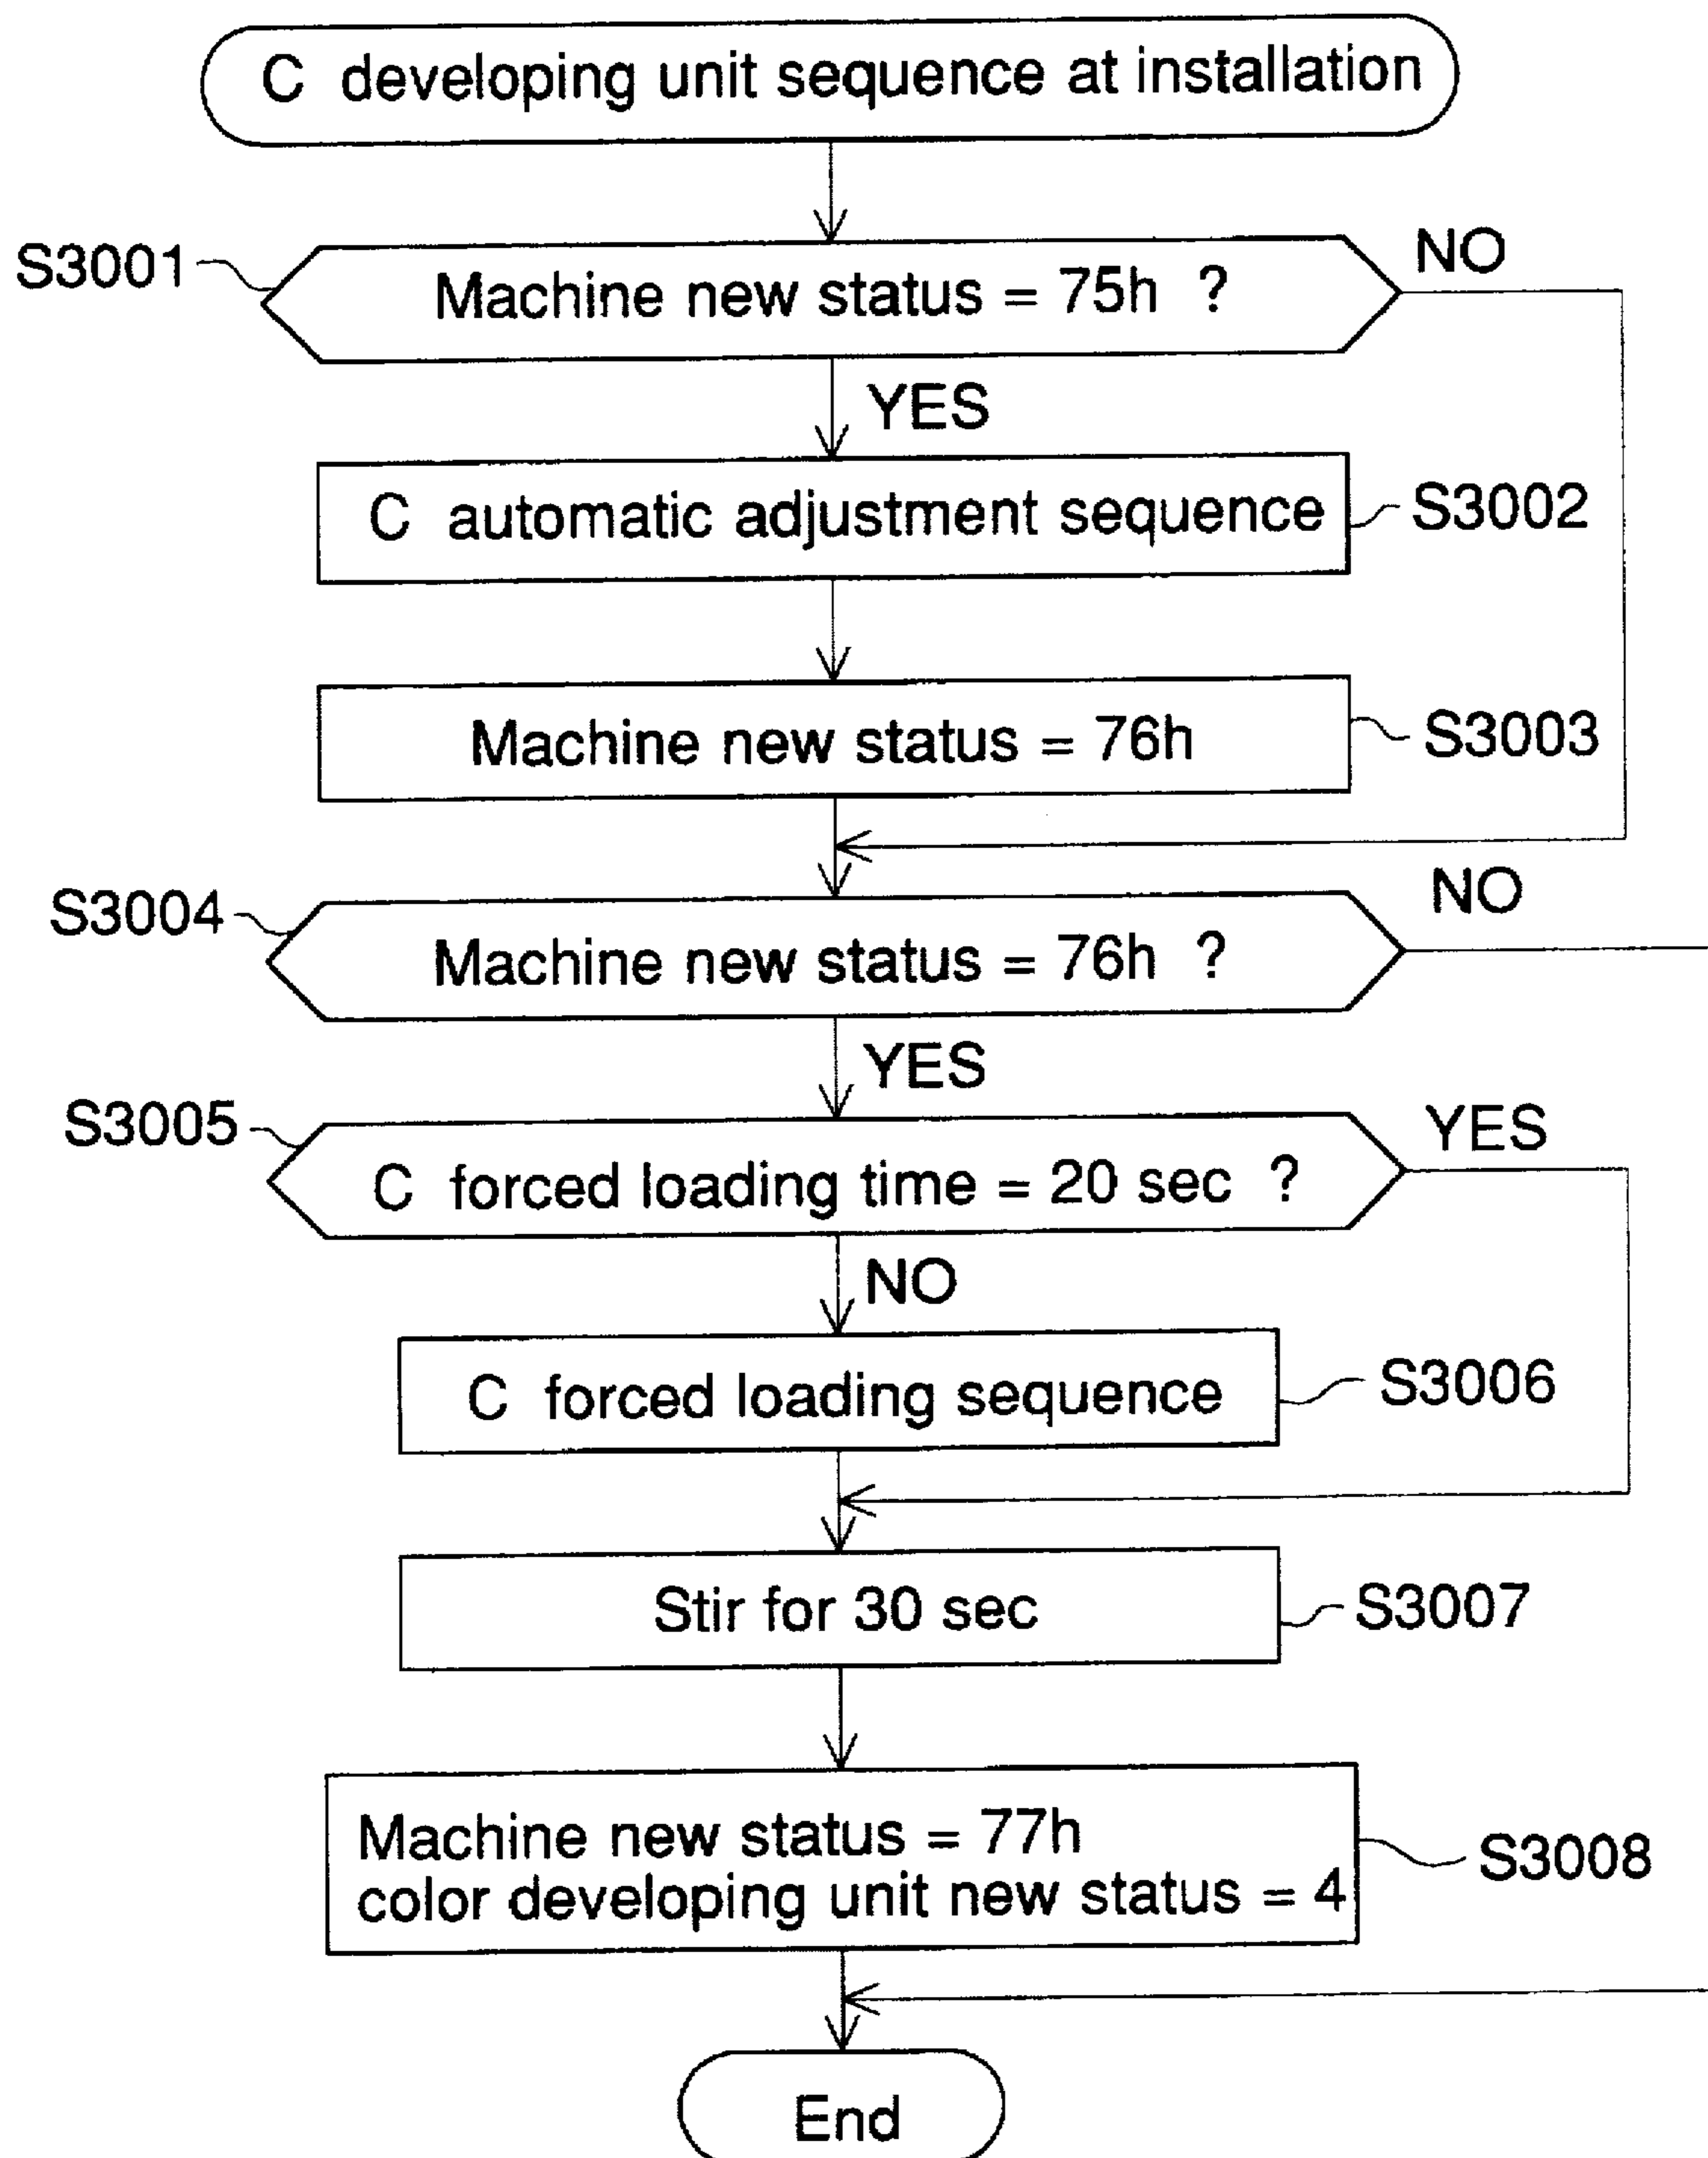 C developing unit sequence at installation
S3001
Machine new status = 75h ?
NO
YES
C automatic adjustment sequence
S3002
Machine new status = 76h
S3003
S3004
Machine new status = 76h ?
NO
YES
S3005
C forced loading time = 20 sec ?
YES
NO
C forced loading sequence
S3006
Stir for 30 sec
S3007
Machine new status = 77h
color developing unit new status = 4
S3008
End